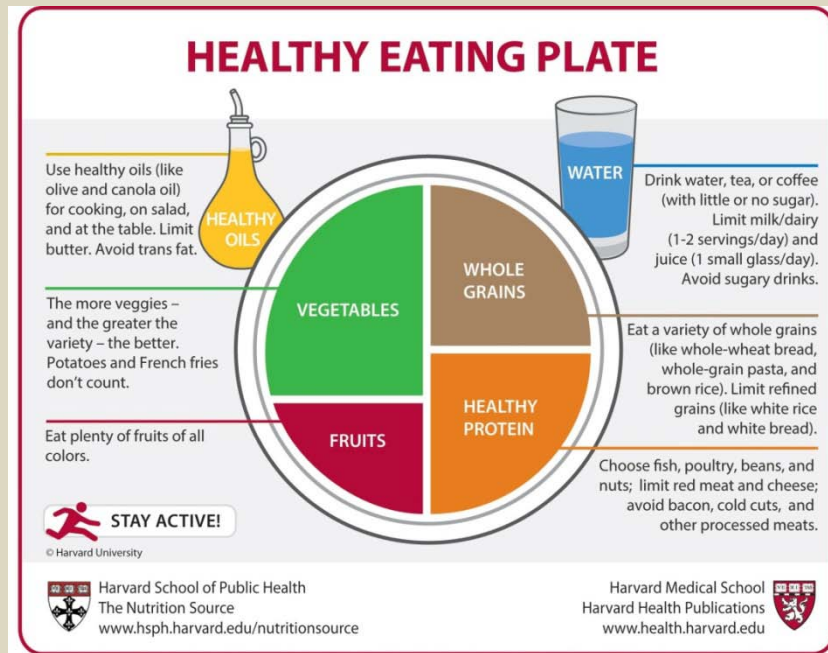 HEALTHY EATING PLATE
Use healthy oils (like
olive and canola oil)
for cooking, on salad,
and at the table. Limit
butter. Avoid trans fat.
HEALTHY
OILS
The more veggies –
and the greater the
variety – the better.
Potatoes and French fries
don’t count.
Eat plenty of fruits of all
colors.
VEGETABLES
FRUITS
WHOLE
GRAINS
HEALTHY
PROTEIN
WATER
Drink water, tea, or coffee
(with little or no sugar).
Limit milk/dairy
(1-2 servings/day) and
juice (1 small glass/day).
Avoid sugary drinks.
Eat a variety of whole grains
(like whole-wheat bread,
whole-grain pasta, and
brown rice). Limit refined
grains (like white rice
and white bread).
Choose fish, poultry, beans, and
nuts; limit red meat and cheese;
avoid bacon, cold cuts, and
other processed meats.
STAY ACTIVE!
© Harvard University
Harvard School of Public Health
The Nutrition Source
www.hsph.harvard.edu/nutritionsource
Harvard Medical School
Harvard Health Publications
www.health.harvard.edu